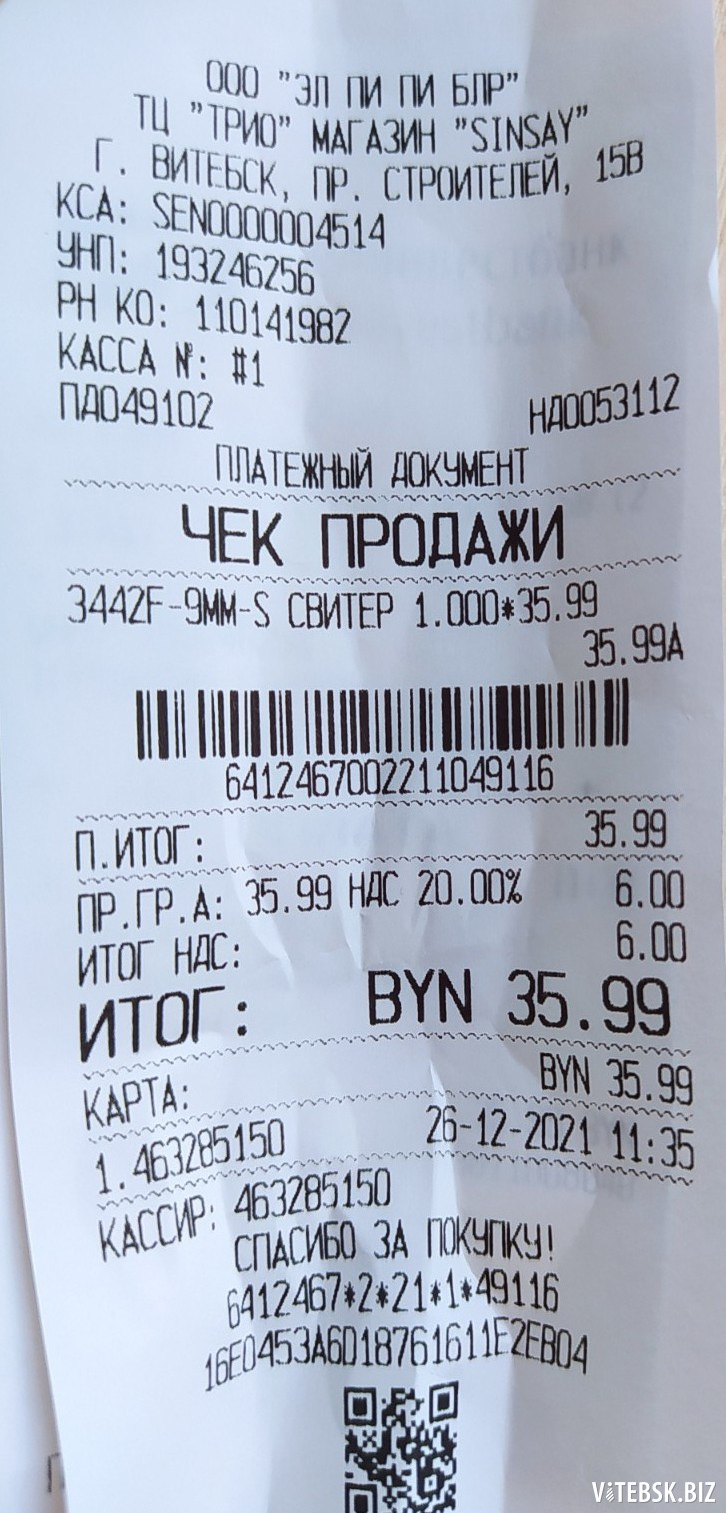 ООО "ЭЛ ПИ ПИ БЛР"
ТЦ "ТРИО" МАГАЗИН "SINSAY"
Г. ВИТЕБСК, ПР. СТРОИТЕЛЕЙ, 15В
КСА: SEN0000004514
УНП: 193246256
РН КО: 110141982
КАССА №: #1
ПД049102 НД0053112
ПЛАТЕЖНЫЙ ДОКУМЕНТ
ЧЕК ПРОДАЖИ
3442F-9MM-S СВИТЕР 1.000*35.99
35.99А
6412467002211049116
П.ИТОГ: 35.99
ПР.ГР.А: 35.99 НДС 20.00% 6.00
ИТОГ НДС: 6.00
ИТОГ: BYN 35.99
КАРТА: BYN 35.99
1.463285150 26-12-2021 11:35
КАССИР: 463285150
СПАСИБО ЗА ПОКУПКУ!
6412467*2*21*1*49116
16E0453A6D18761611E2EB04
VITEBSK.BIZ